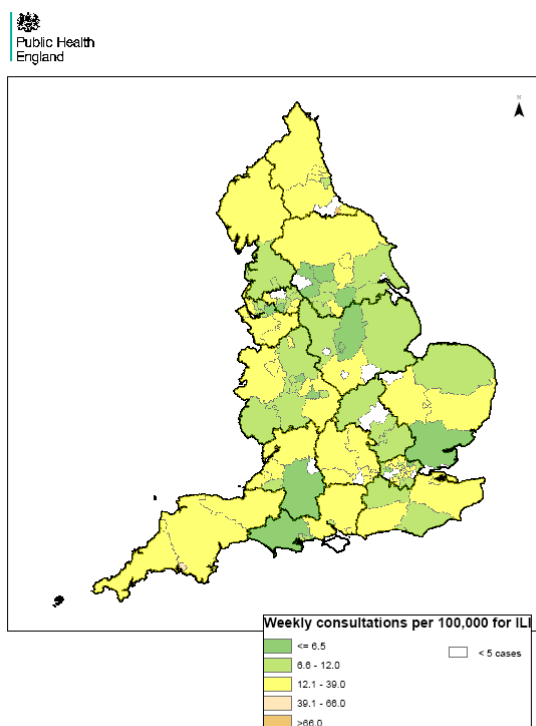 Public Health
England
N
Weekly consultations per 100,000 for ILI
<= 6.5
< 5 cases
6.6 - 12.0
12.1 - 39.0
39.1 - 66.0
>66.0